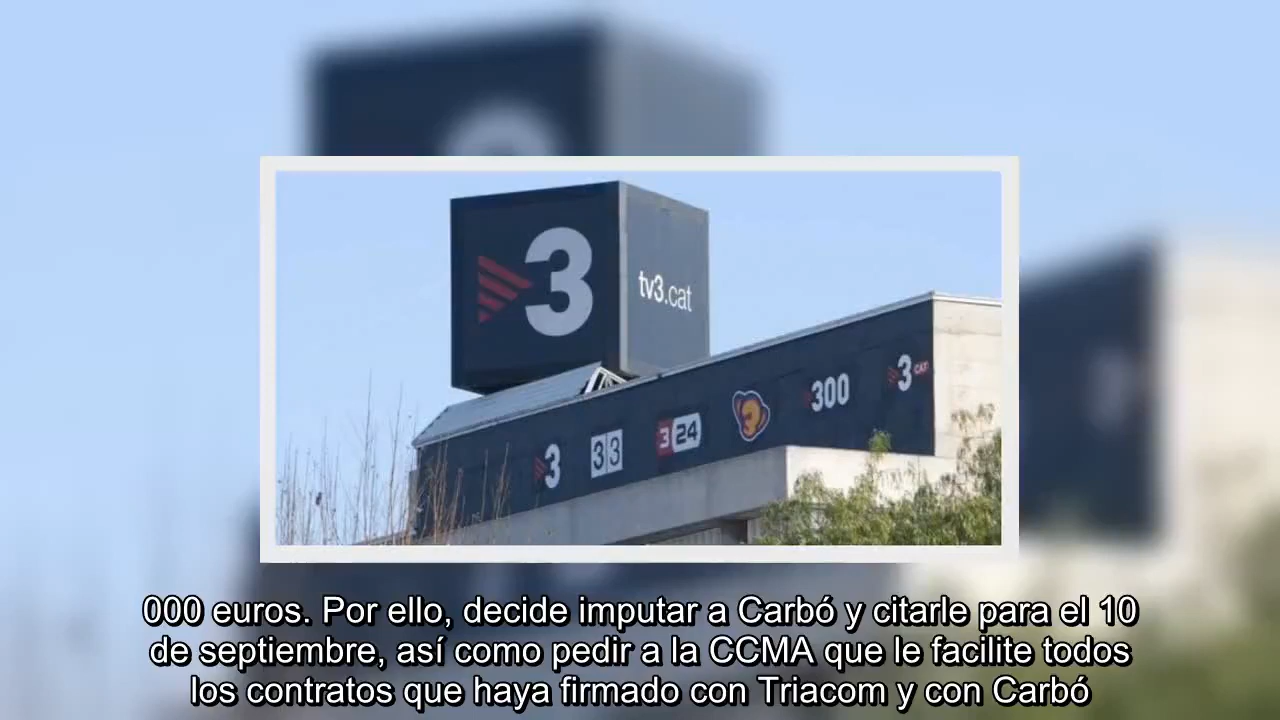 3
tv3.cat
3
33
3 24
3
300
3 CAT
000 euros. Por ello, decide imputar a Carbó y citarle para el 10
de septiembre, así como pedir a la CCMA que le facilite todos
los contratos que haya firmado con Triacom y con Carbó